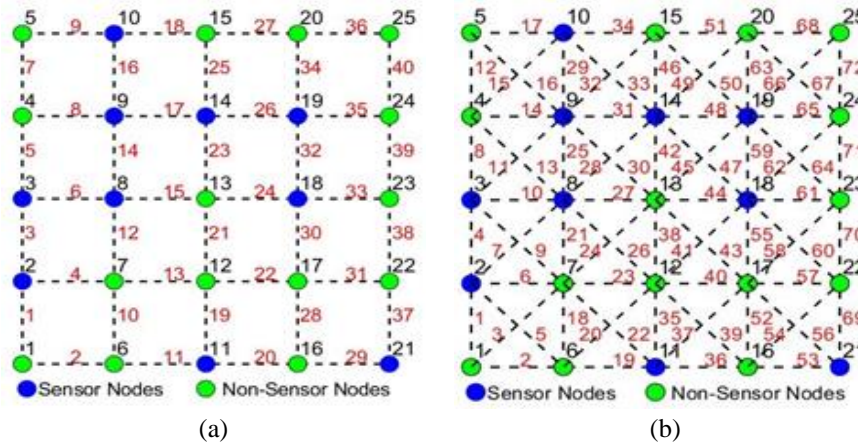 5 10 15 20 25
9 18 27 36
7 16 25 34 40
4 9 14 19 24
8 17 26 35
5 14 23 32 39
3 8 13 18 23
6 15 24 33
3 12 21 30 38
2 7 12 17 22
4 13 22 31
1 10 19 28 37
1 6 11 16 21
2 11 20 29
Sensor Nodes Non-Sensor Nodes
(a)
5 10 15 20 25
17 34 51 68
12 29 46 63
15 16 32 33 49 50 66 67
4 9 14 19
14 31 48 65
8 25 42 59
11 13 28 30 45 47 62 64
3 8 13 18
10 27 44 61
4 21 38 55
7 9 24 26 41 43 58 60
2 7 12 17
6 23 40 57
1 18 35 52
3 5 20 22 37 39 54 56
1 6 11 16
2 19 36 53
Sensor Nodes Non-Sensor Nodes
(b)